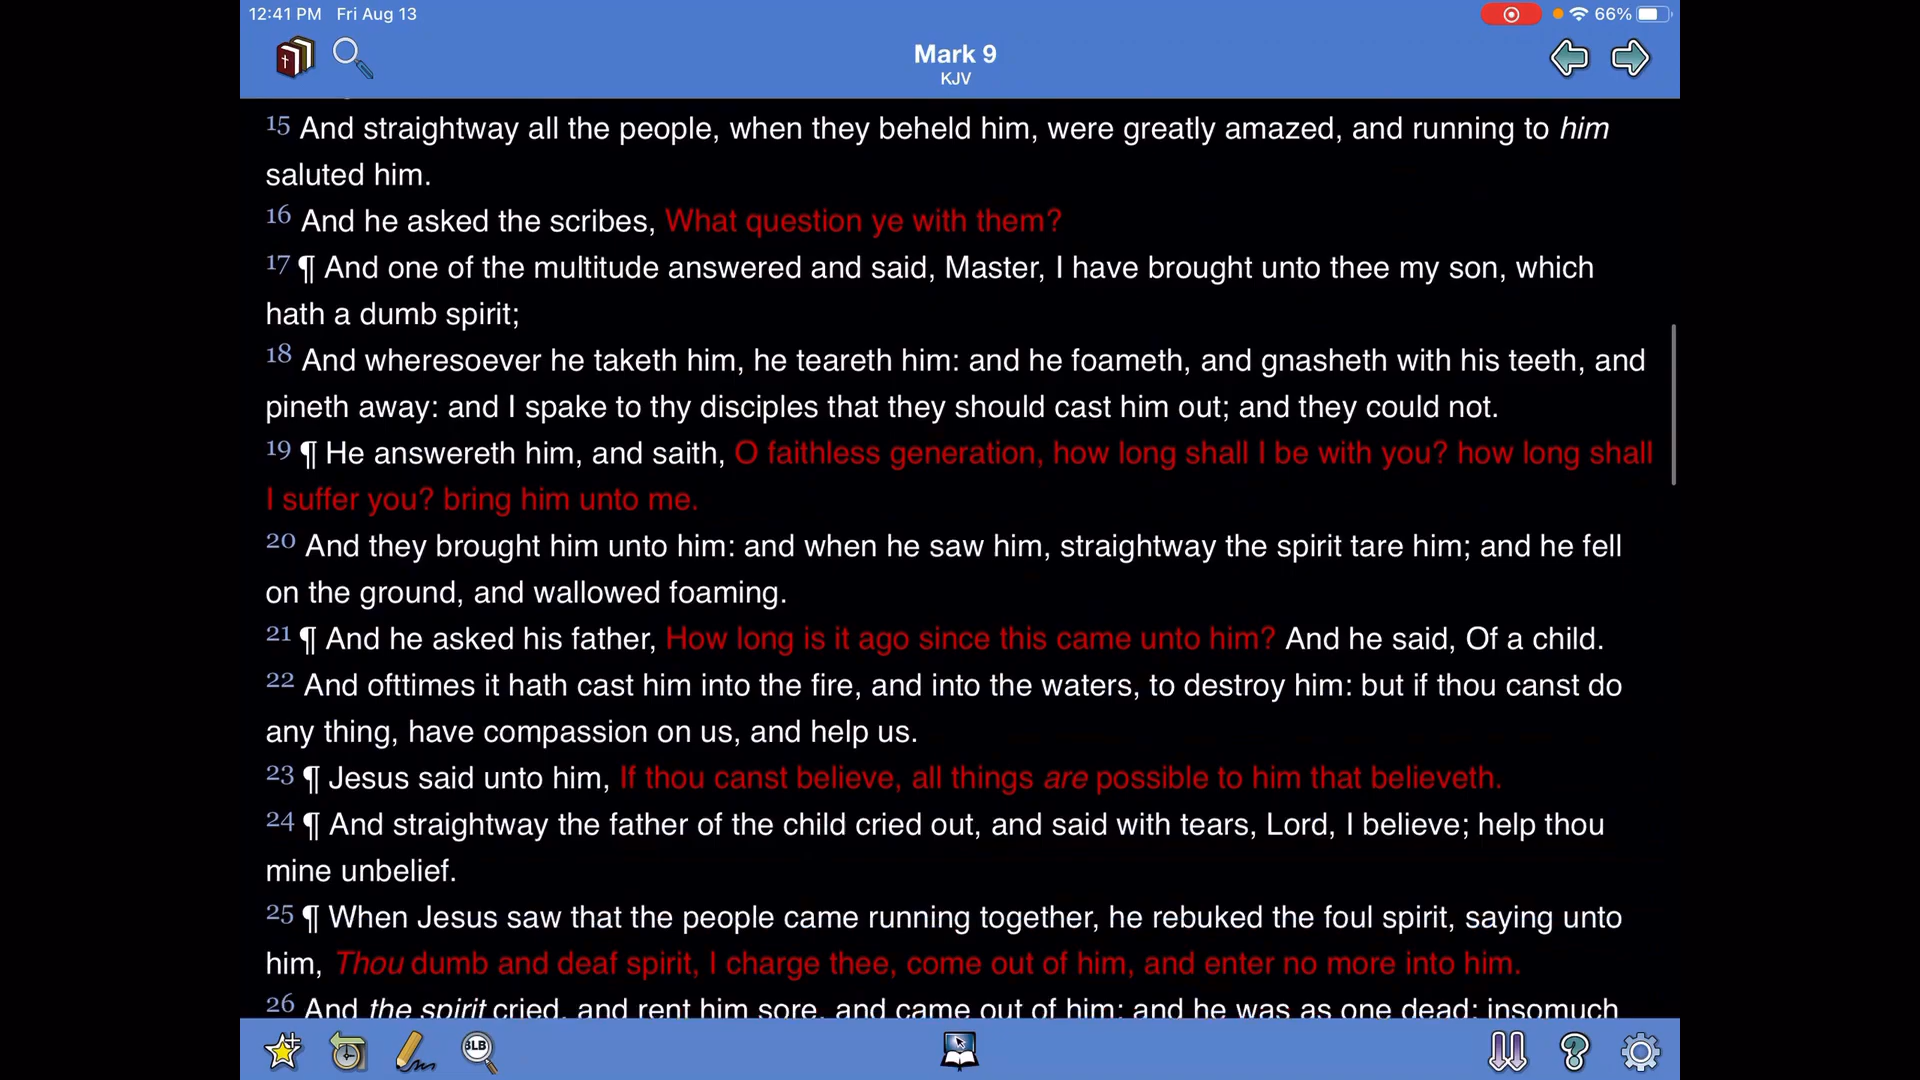 12:41 PM Fri Aug 13
66%
Mark 9
KJV
15 And straightway all the people, when they beheld him, were greatly amazed, and running to him
saluted him.
16 And he asked the scribes, What question ye with them?
17 ¶ And one of the multitude answered and said, Master, I have brought unto thee my son, which
hath a dumb spirit;
18 And wheresoever he taketh him, he teareth him: and he foameth, and gnasheth with his teeth, and
pineth away: and I spake to thy disciples that they should cast him out; and they could not.
19 ¶ He answereth him, and saith, O faithless generation, how long shall I be with you? how long shall
I suffer you? bring him unto me.
20 And they brought him unto him: and when he saw him, straightway the spirit tare him; and he fell
on the ground, and wallowed foaming.
21 ¶ And he asked his father, How long is it ago since this came unto him? And he said, Of a child.
22 And ofttimes it hath cast him into the fire, and into the waters, to destroy him: but if thou canst do
any thing, have compassion on us, and help us.
23 ¶ Jesus said unto him, If thou canst believe, all things are possible to him that believeth.
24 ¶ And straightway the father of the child cried out, and said with tears, Lord, I believe; help thou
mine unbelief.
25 ¶ When Jesus saw that the people came running together, he rebuked the foul spirit, saying unto
him, Thou dumb and deaf spirit, I charge thee, come out of him, and enter no more into him.
26 And the spirit cried, and rent him sore, and came out of him: and he was as one dead; insomuch
BLB